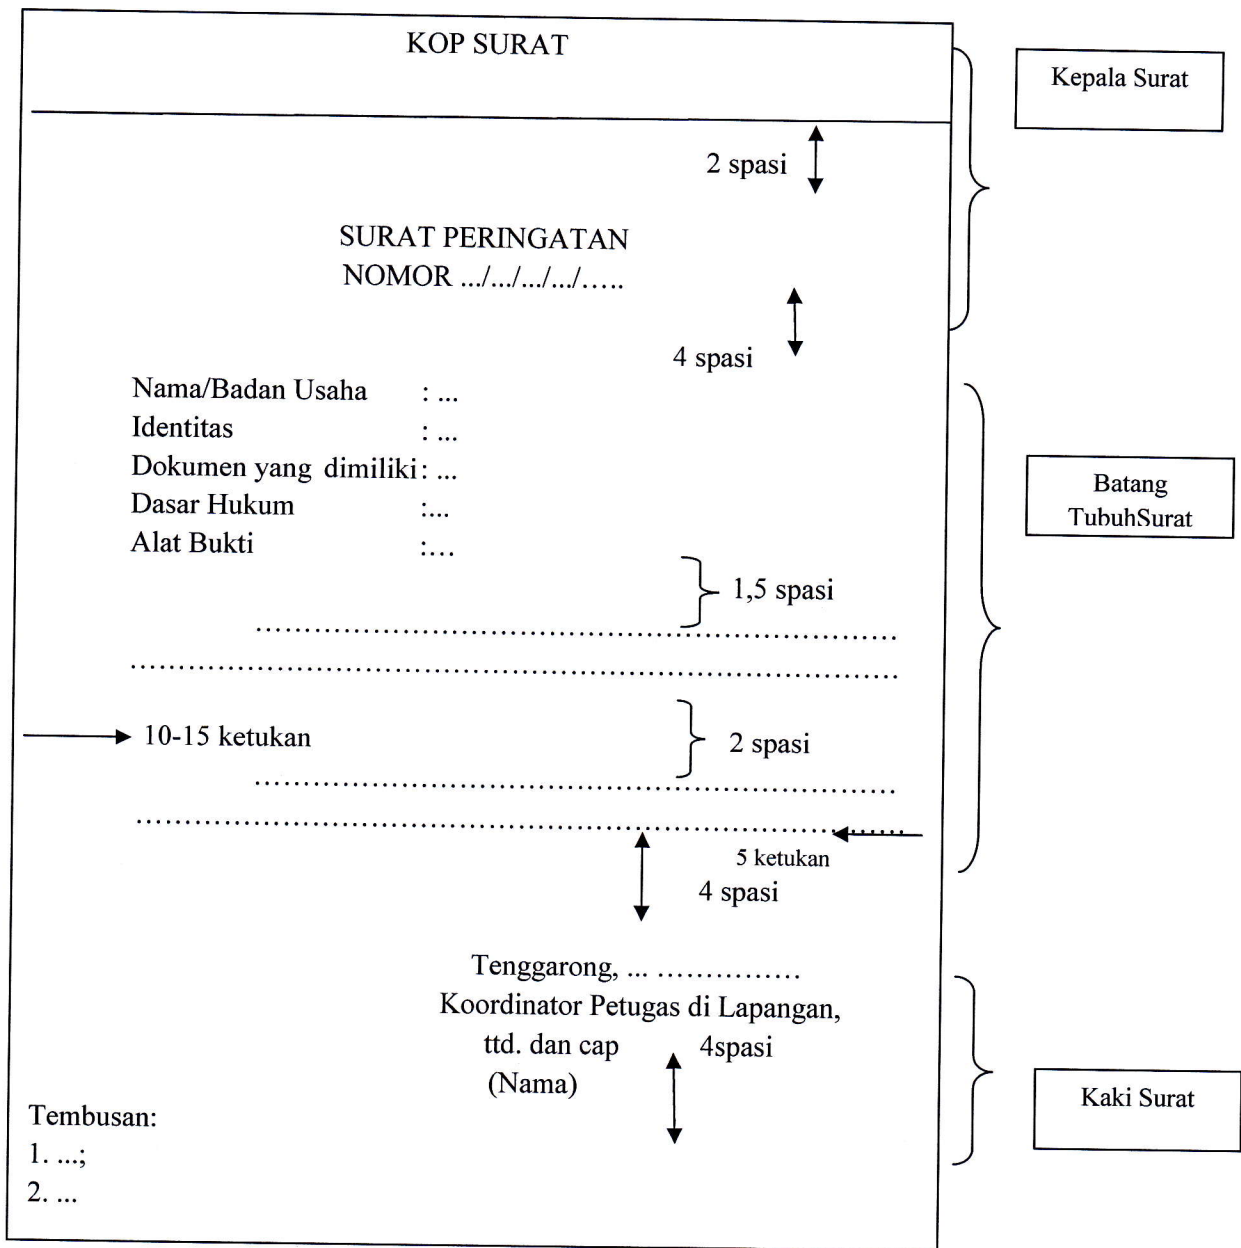 KOP SURAT
Kepala Surat
2 spasi
SURAT PERINGATAN
NOMOR .../.../.../.../.....
4 spasi
Nama/Badan Usaha : ...
Identitas : ...
Dokumen yang dimiliki : ...
Dasar Hukum :...
Alat Bukti :...
Batang
TubuhSurat
1,5 spasi
................................................................................
................................................................................
10-15 ketukan
2 spasi
................................................................................
................................................................................
5 ketukan
4 spasi
Tenggarong, ... ...............
Koordinator Petugas di Lapangan,
ttd. dan cap 4spasi
(Nama)
Kaki Surat
Tembusan:
1. ...;
2. ...